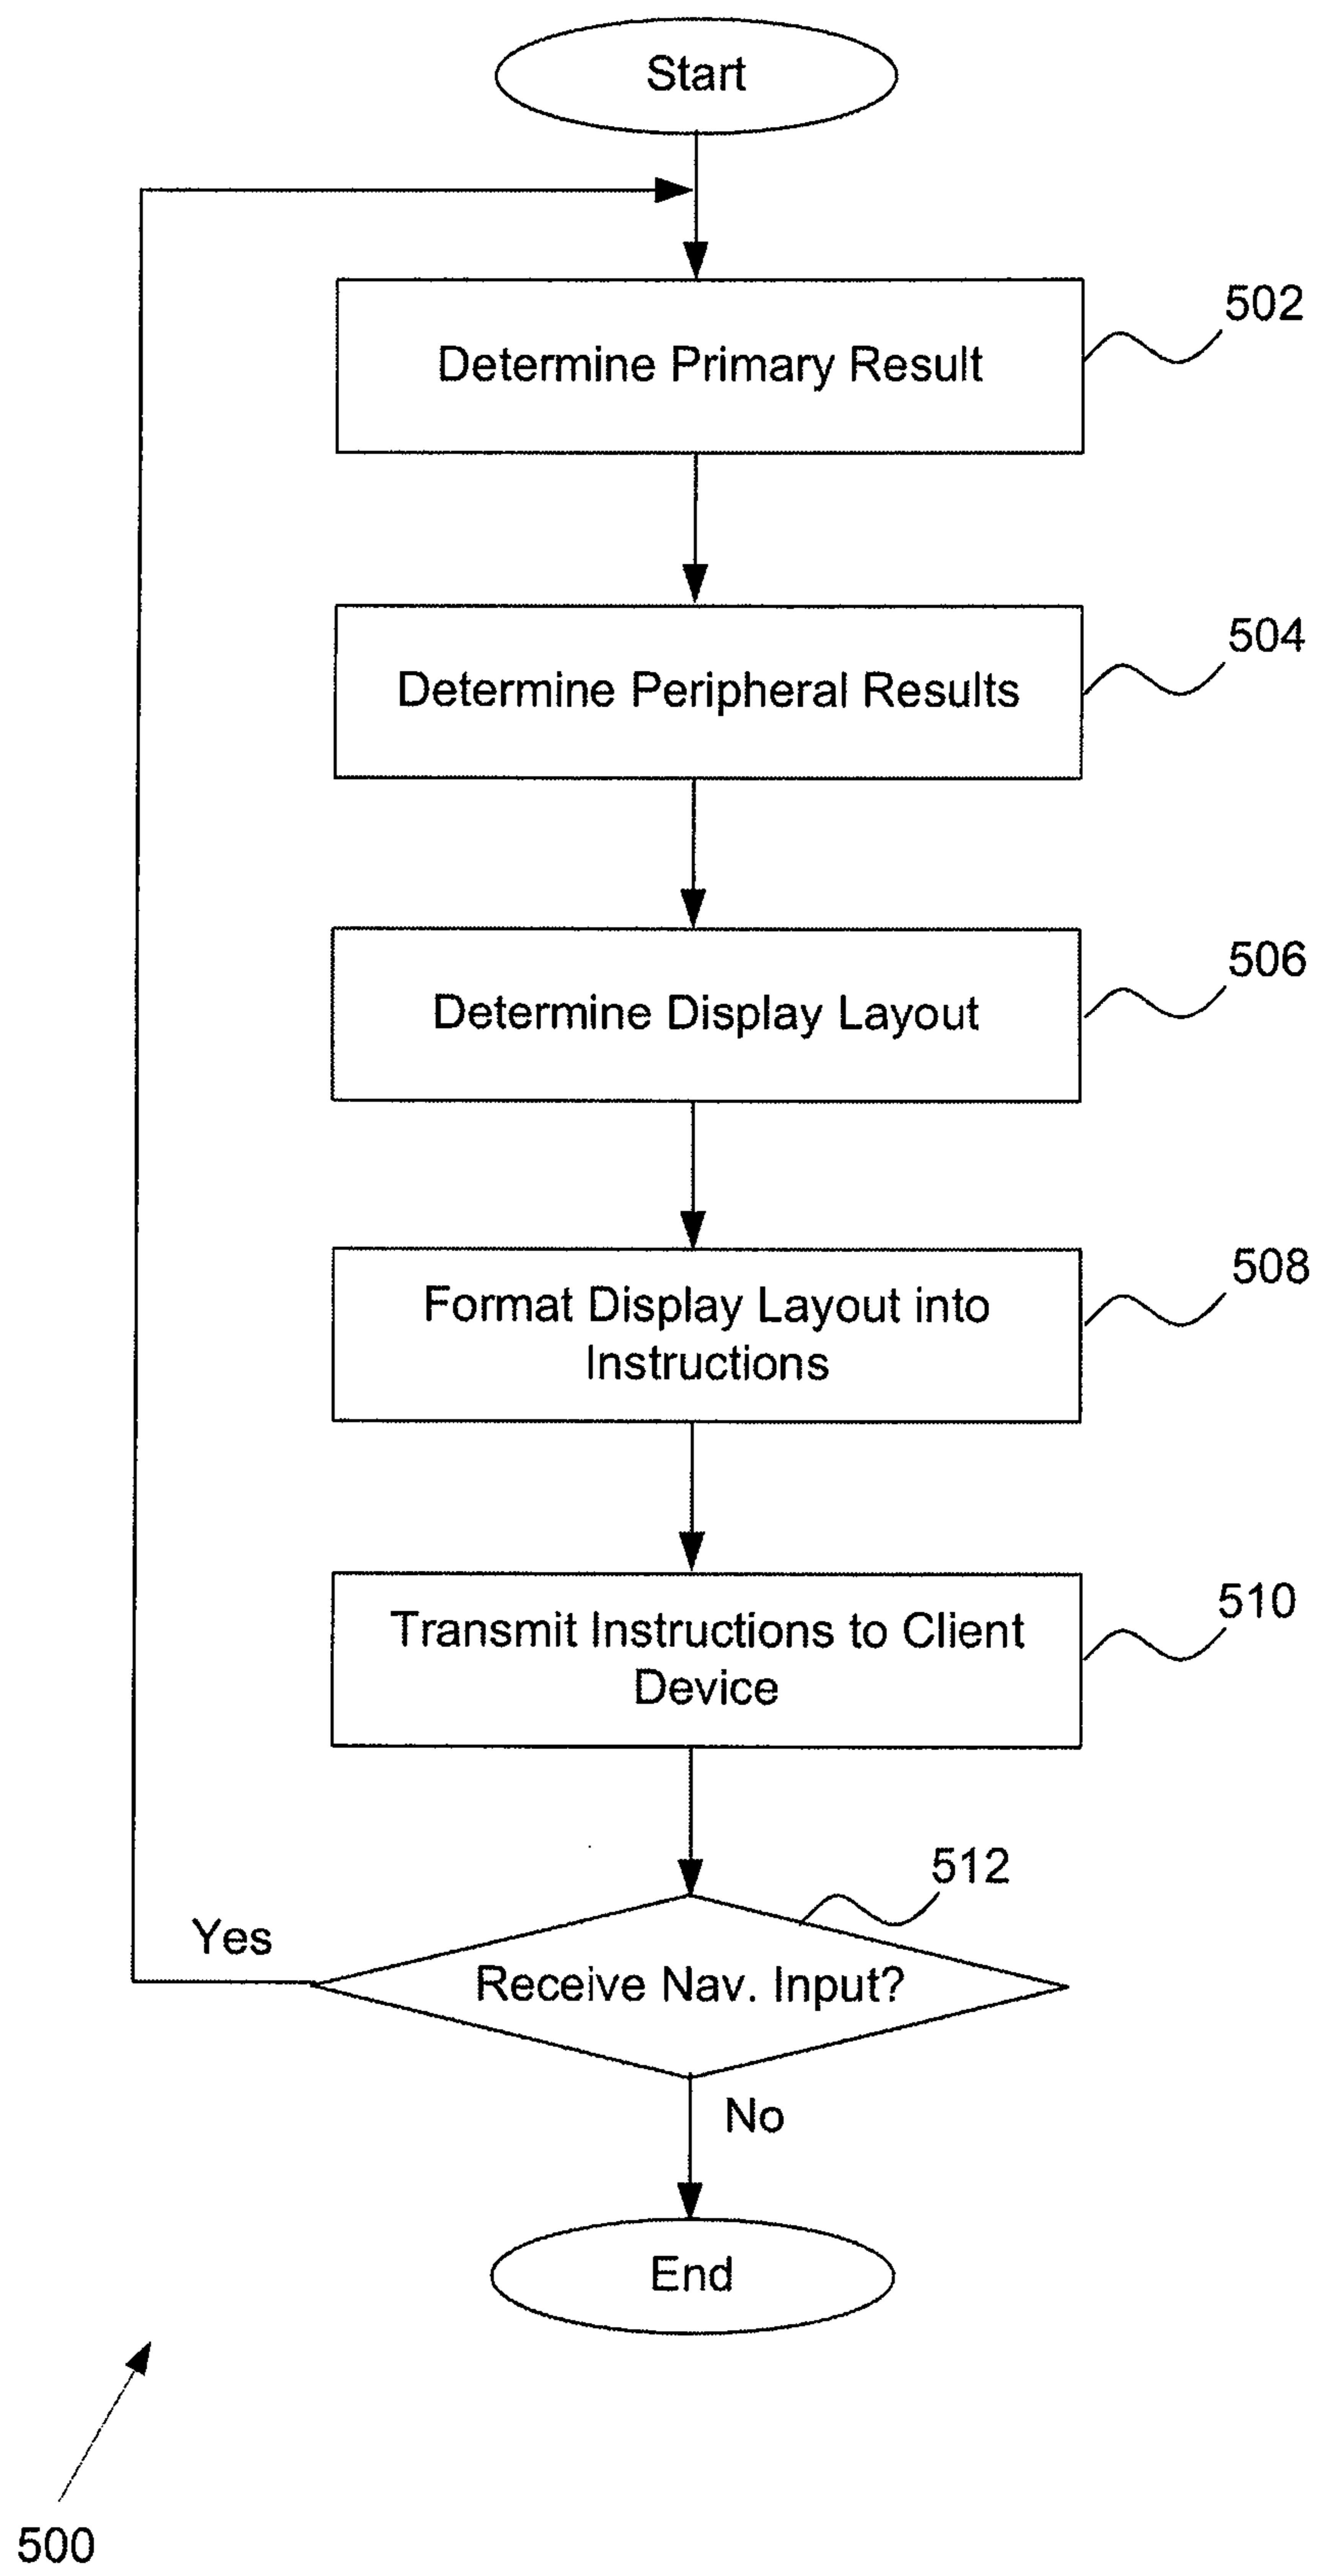 Start
502
Determine Primary Result
504
Determine Peripheral Results
506
Determine Display Layout
508
Format Display Layout into
Instructions
510
Transmit Instructions to Client
Device
512
Yes
Receive Nav. Input?
No
End
500